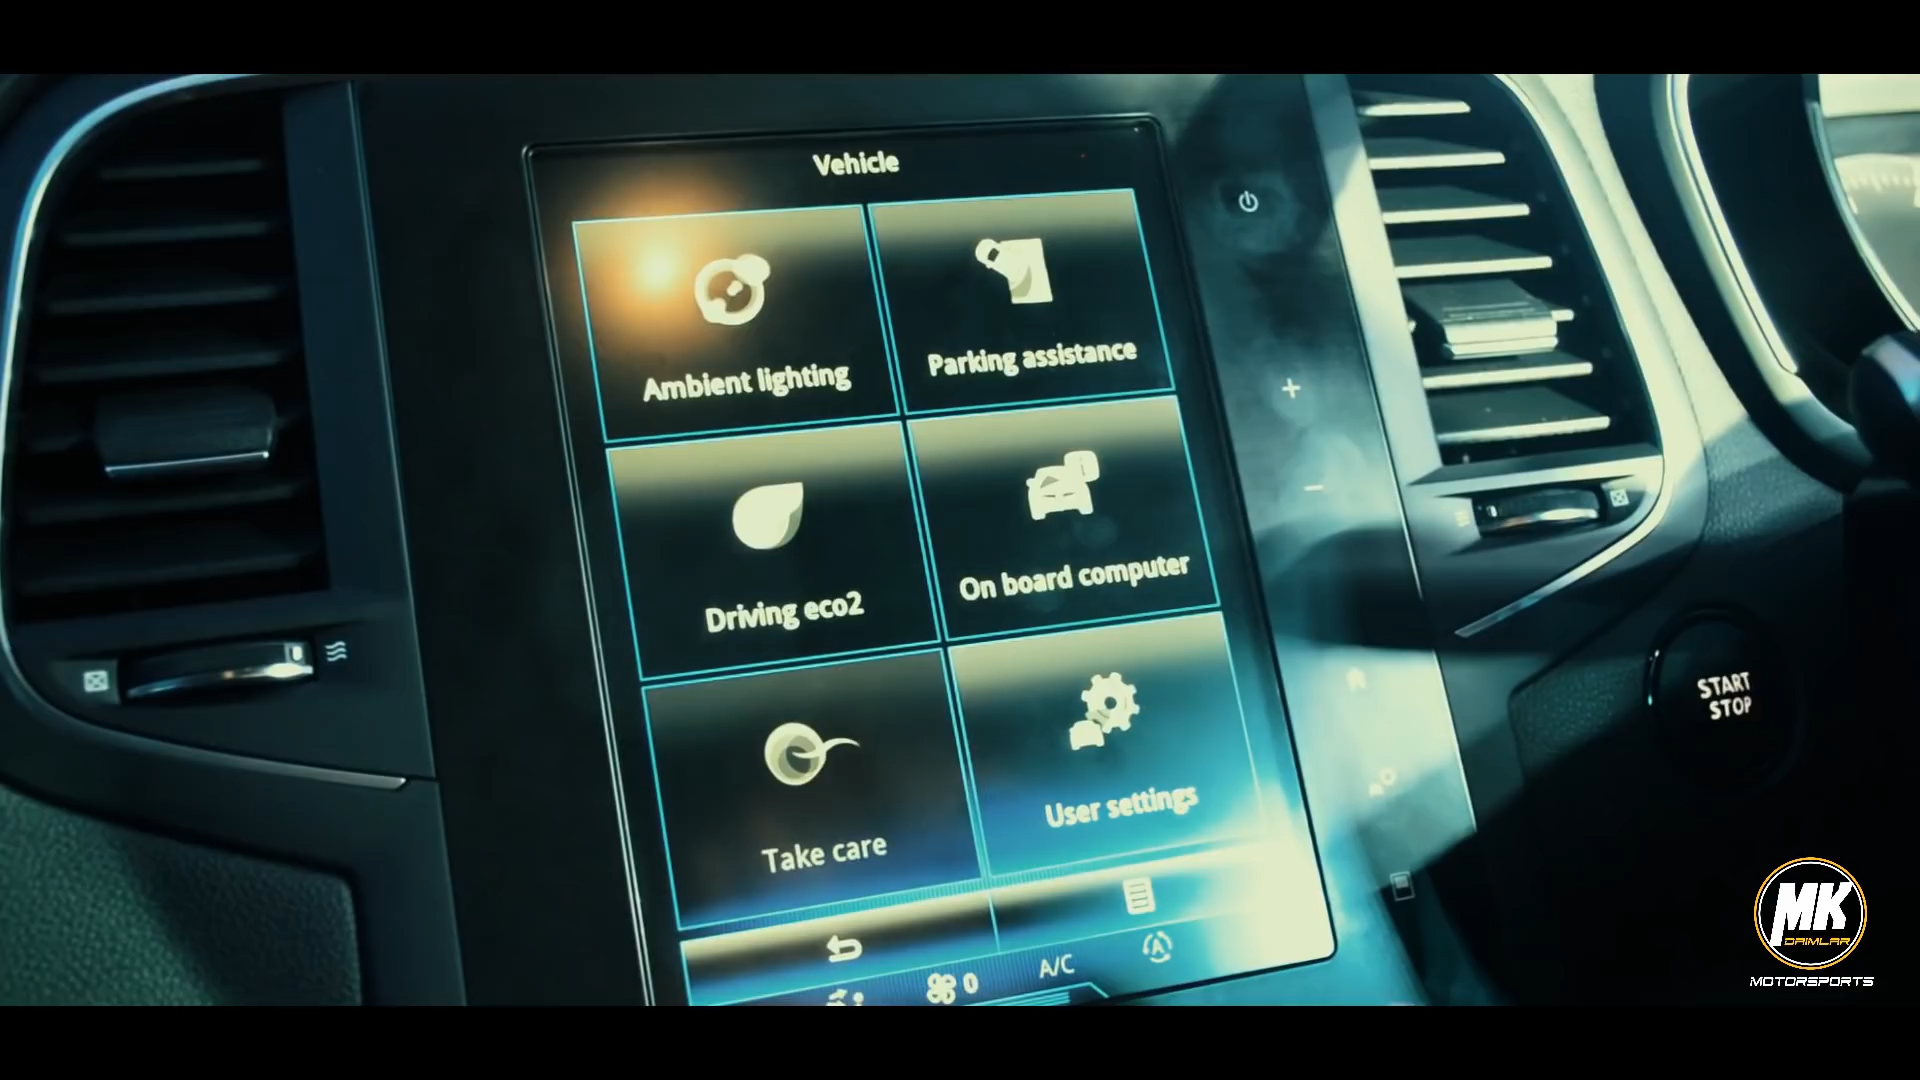 Vehicle
Ambient lighting
Parking assistance
Driving eco2
On board computer
Take care
User settings
0
A/C
A
+
-
START
STOP
MK
DAIMLAR
MOTORSPORTS